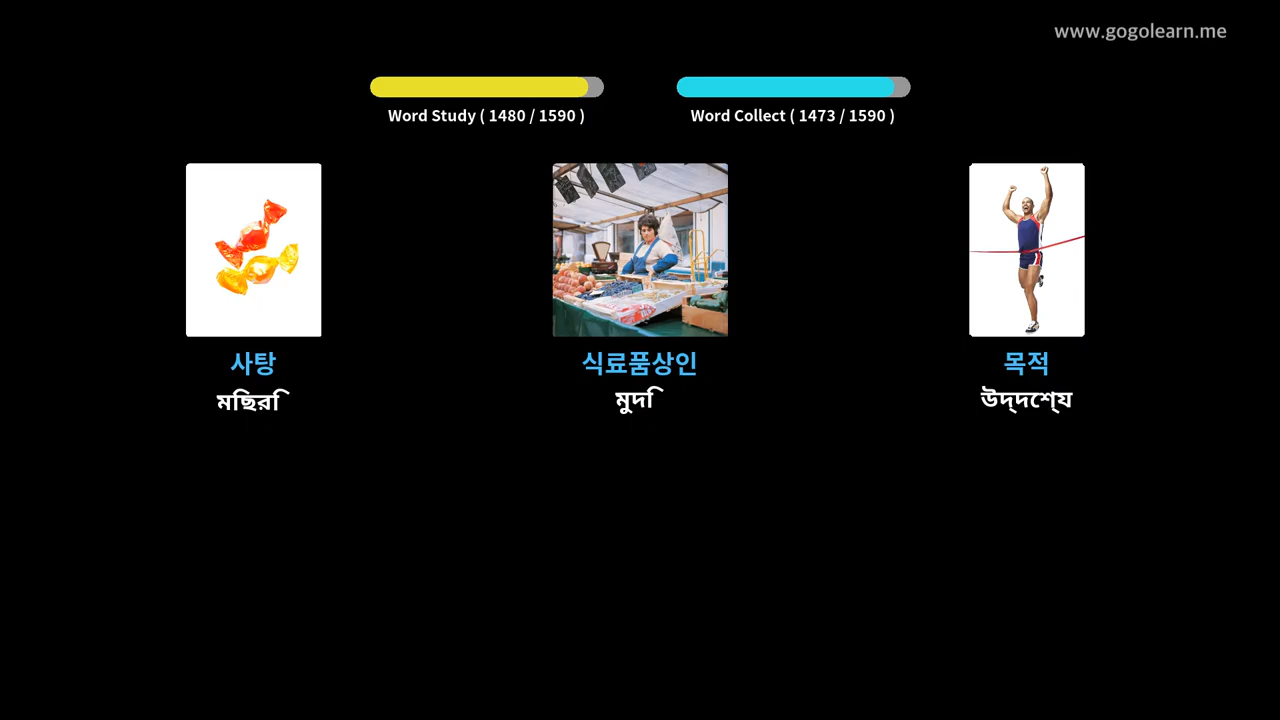 www.gogolearn.me
Word Study ( 1480 / 1590 )
Word Collect ( 1473 / 1590 )
사탕
식료품상인
목적
মিছরি
মুদি
উদ্দেশ্য